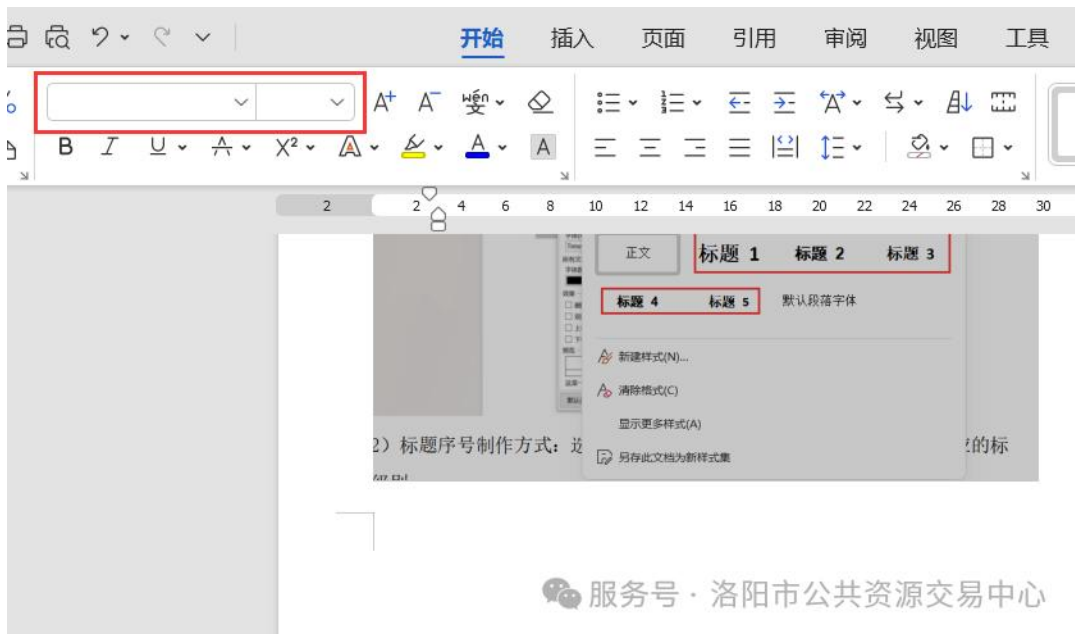 开始 插入 页面 引用 审阅 视图 工具
A+ A- wén 变
B I U A X² A A A
2 2 4 6 8 10 12 14 16 18 20 22 24 26 28 30
正文 标题 1 标题 2 标题 3
标题 4 标题 5 默认段落字体
新建样式(N)...
清除格式(C)
显示更多样式(A)
2）标题序号制作方式：选
的标
另存此文档为新样式集
服务号 · 洛阳市公共资源交易中心